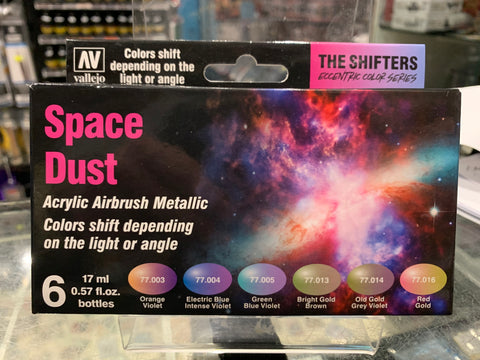 AV
vallejo
Colors shift
depending on the
light or angle
THE SHIFTERS
ECCENTRIC COLOR SERIES
Space
Dust
Acrylic Airbrush Metallic
Colors shift depending
on the light or angle
6
17 ml
0.57 fl.oz.
bottles
77.003
Orange
Violet
77.004
Electric Blue
Intense Violet
77.005
Green
Blue Violet
77.013
Bright Gold
Brown
77.014
Old Gold
Grey Violet
77.016
Red
Gold